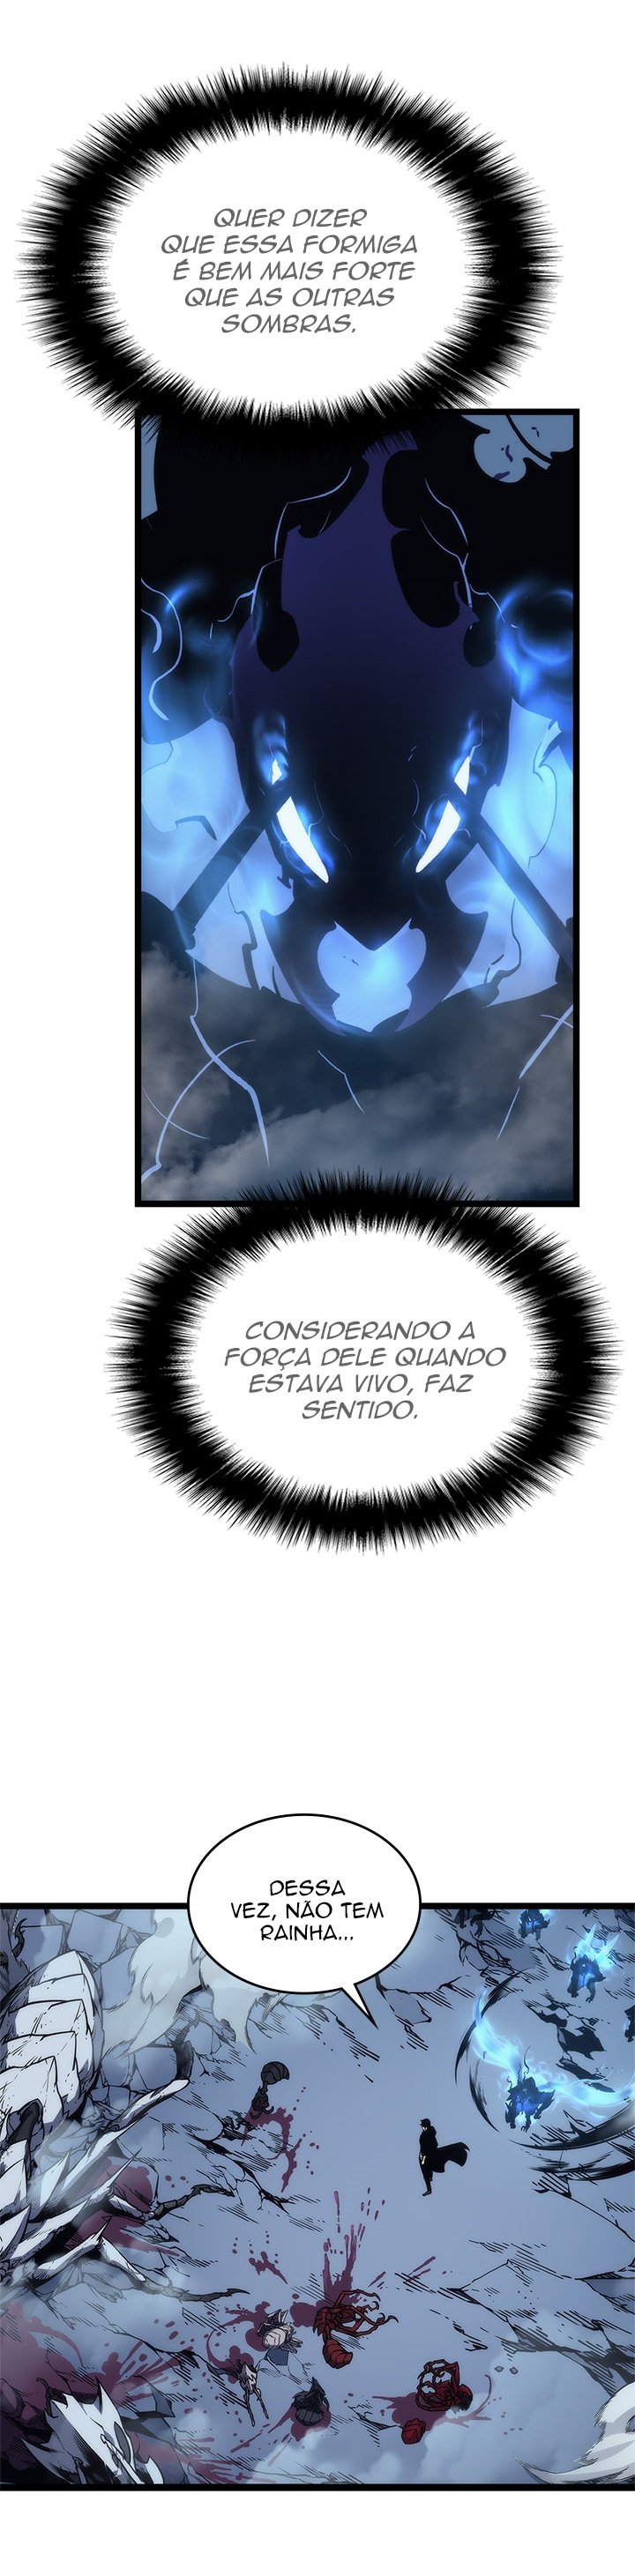 QUER DIZER
QUE ESSA FORMIGA
É BEM MAIS FORTE
QUE AS OUTRAS
SOMBRAS.
CONSIDERANDO A
FORÇA DELE QUANDO
ESTAVA VIVO, FAZ
SENTIDO.
DESSA
VEZ, NÃO TEM
RAINHA...